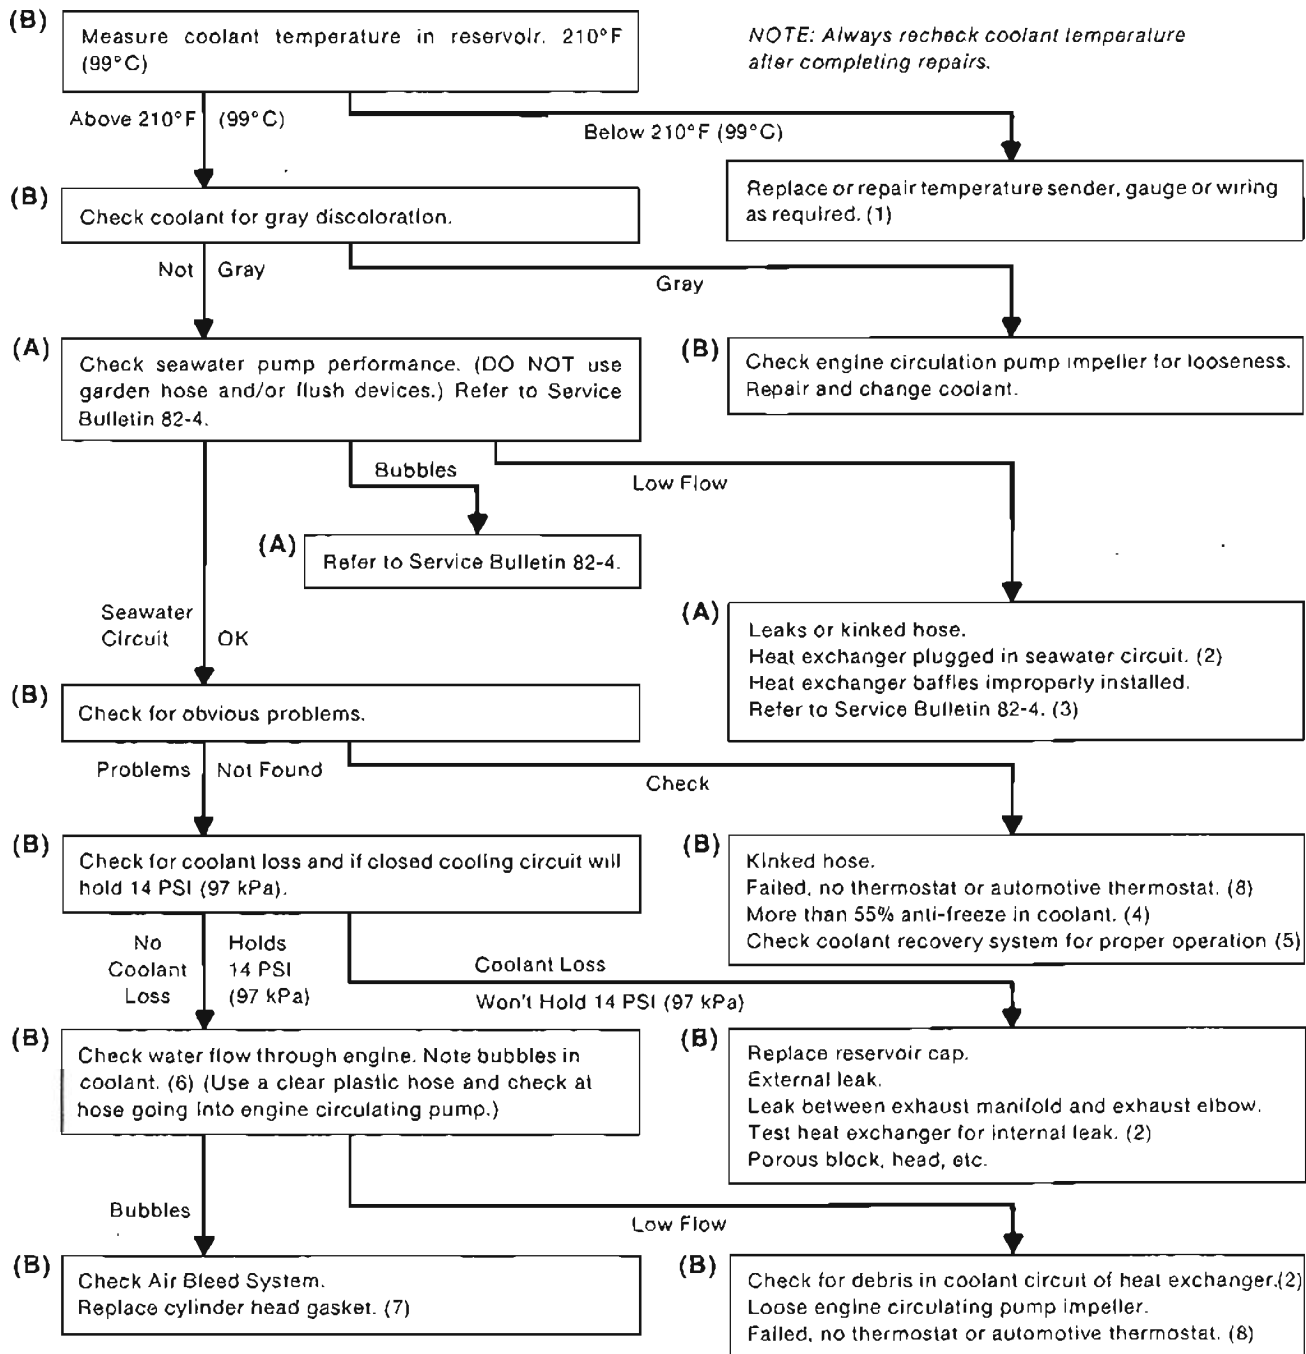 (B)
Measure coolant temperature in reservoir. 210°F
(99°C)
NOTE: Always recheck coolant temperature
after completing repairs.
Above 210°F (99°C)
Below 210°F (99°C)
(B)
Check coolant for gray discoloration.
Replace or repair temperature sender, gauge or wiring
as required. (1)
Not Gray
Gray
(A)
Check seawater pump performance. (DO NOT use
garden hose and/or flush devices.) Refer to Service
Bulletin 82-4.
(B)
Check engine circulation pump impeller for looseness.
Repair and change coolant.
Bubbles
Low Flow
(A)
Refer to Service Bulletin 82-4.
Seawater
Circuit OK
(A)
Leaks or kinked hose.
Heat exchanger plugged in seawater circuit. (2)
Heat exchanger baffles improperly installed.
Refer to Service Bulletin 82-4. (3)
(B)
Check for obvious problems.
Problems Not Found
Check
(B)
Check for coolant loss and if closed cooling circuit will
hold 14 PSI (97 kPa).
(B)
Kinked hose.
Failed, no thermostat or automotive thermostat. (8)
More than 55% anti-freeze in coolant. (4)
Check coolant recovery system for proper operation (5)
No
Coolant
Loss
Holds
14 PSI
(97 kPa)
Coolant Loss
Won't Hold 14 PSI (97 kPa)
(B)
Check water flow through engine. Note bubbles in
coolant. (6) (Use a clear plastic hose and check at
hose going into engine circulating pump.)
(B)
Replace reservoir cap.
External leak.
Leak between exhaust manifold and exhaust elbow.
Test heat exchanger for internal leak. (2)
Porous block, head, etc.
Bubbles
Low Flow
(B)
Check Air Bleed System.
Replace cylinder head gasket. (7)
(B)
Check for debris in coolant circuit of heat exchanger.(2)
Loose engine circulating pump impeller.
Failed, no thermostat or automotive thermostat. (8)